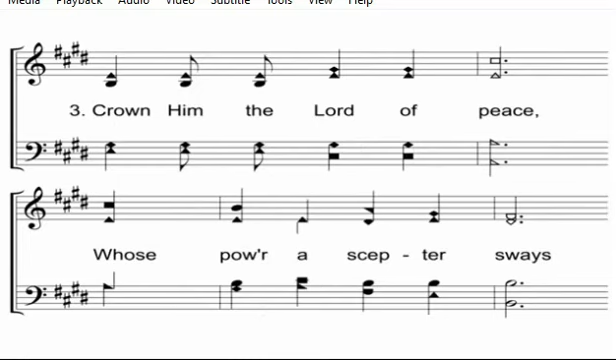 Media Playback Audio Video Subtitle Tools View Help
3. Crown Him the Lord of peace,
Whose pow'r a scep - ter sways